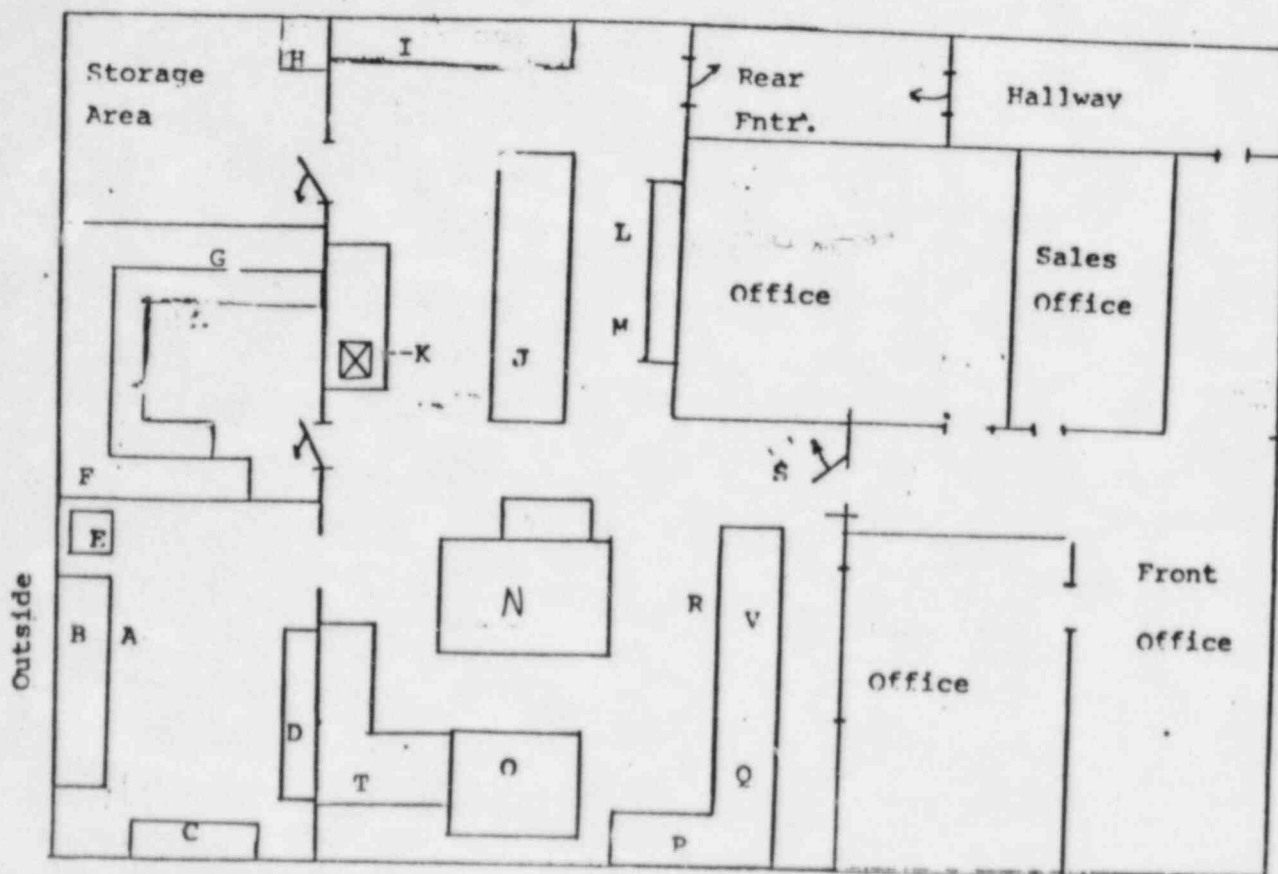 H
I
Storage
Area
Rear
Entr.
Hallway
G
L
M
Office
Sales
Office
--K
J
F
S
E
B
A
Outside
N
R
V
Front
Office
Office
D
T
O
Q
C
P